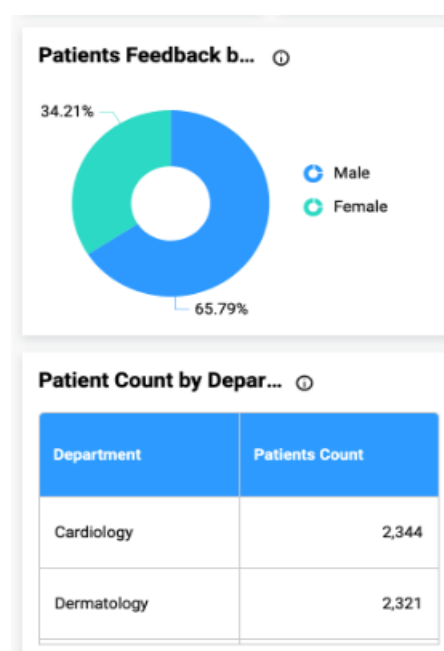 Patients Feedback b...
34.21%
Male
Female
65.79%
Patient Count by Depar...
Department Patients Count
Cardiology 2,344
Dermatology 2,321